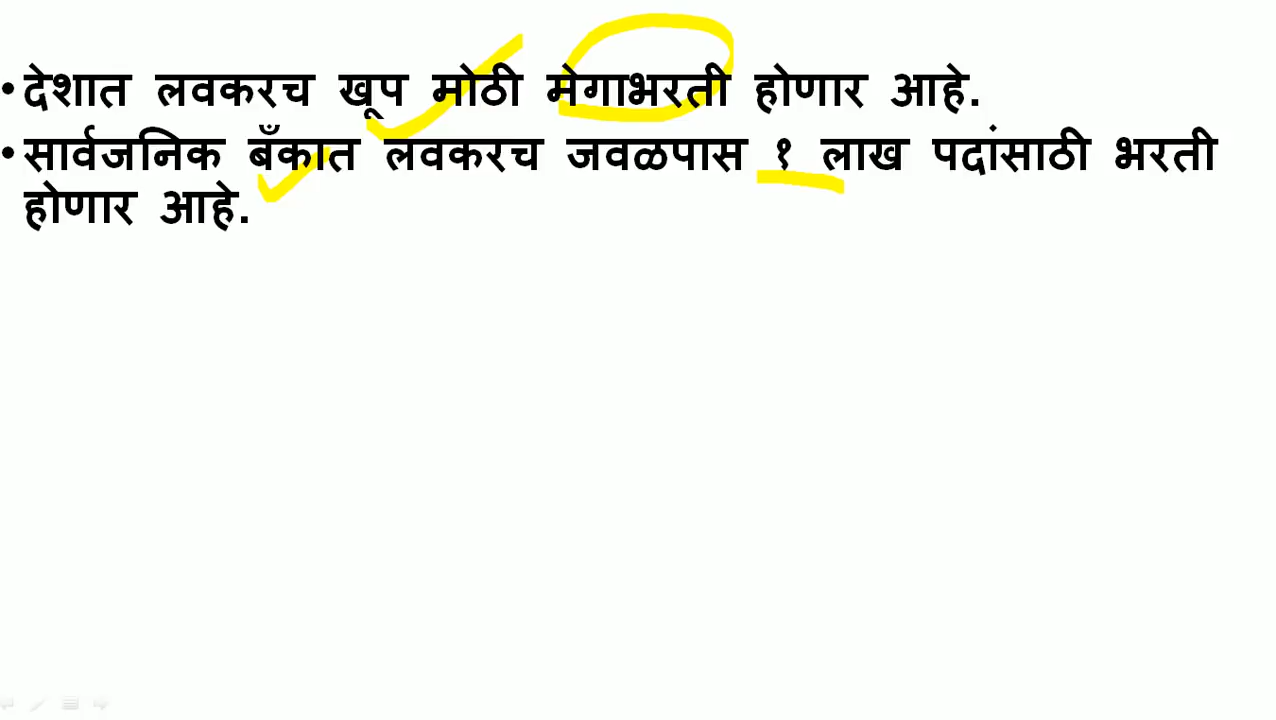 •देशात लवकरच खूप मोठी मेगाभरती होणार आहे.
•सार्वजनिक बँकात लवकरच जवळपास १ लाख पदांसाठी भरती
होणार आहे.